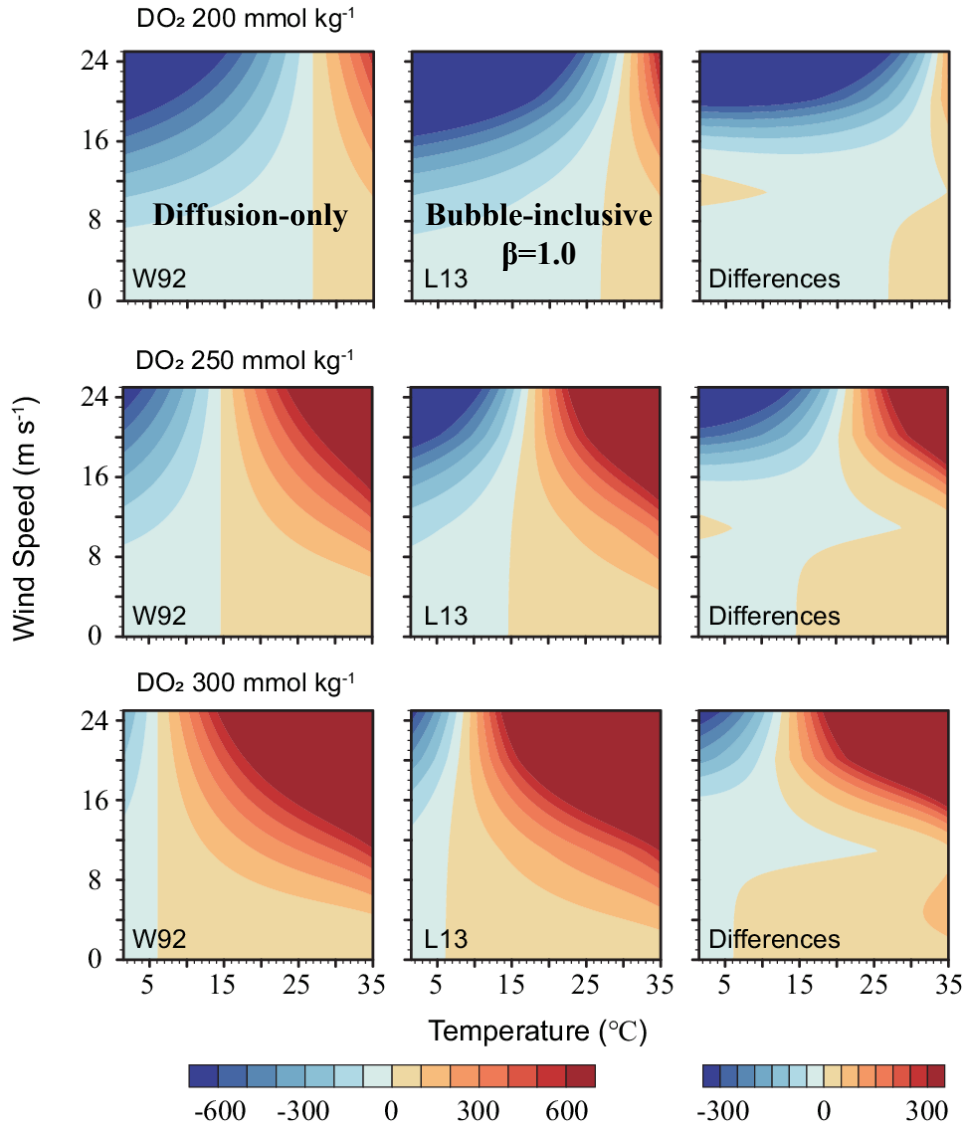 DO₂ 200 mmol kg⁻¹
24
16
8
0
Diffusion-only
W92
Bubble-inclusive
β=1.0
L13
Differences
DO₂ 250 mmol kg⁻¹
24
16
8
0
W92
L13
Differences
Wind Speed (m s⁻¹)
DO₂ 300 mmol kg⁻¹
24
16
8
0
W92
L13
Differences
5 15 25 35 5 15 25 35 5 15 25 35
Temperature (°C)
-600 -300 0 300 600 -300 0 300